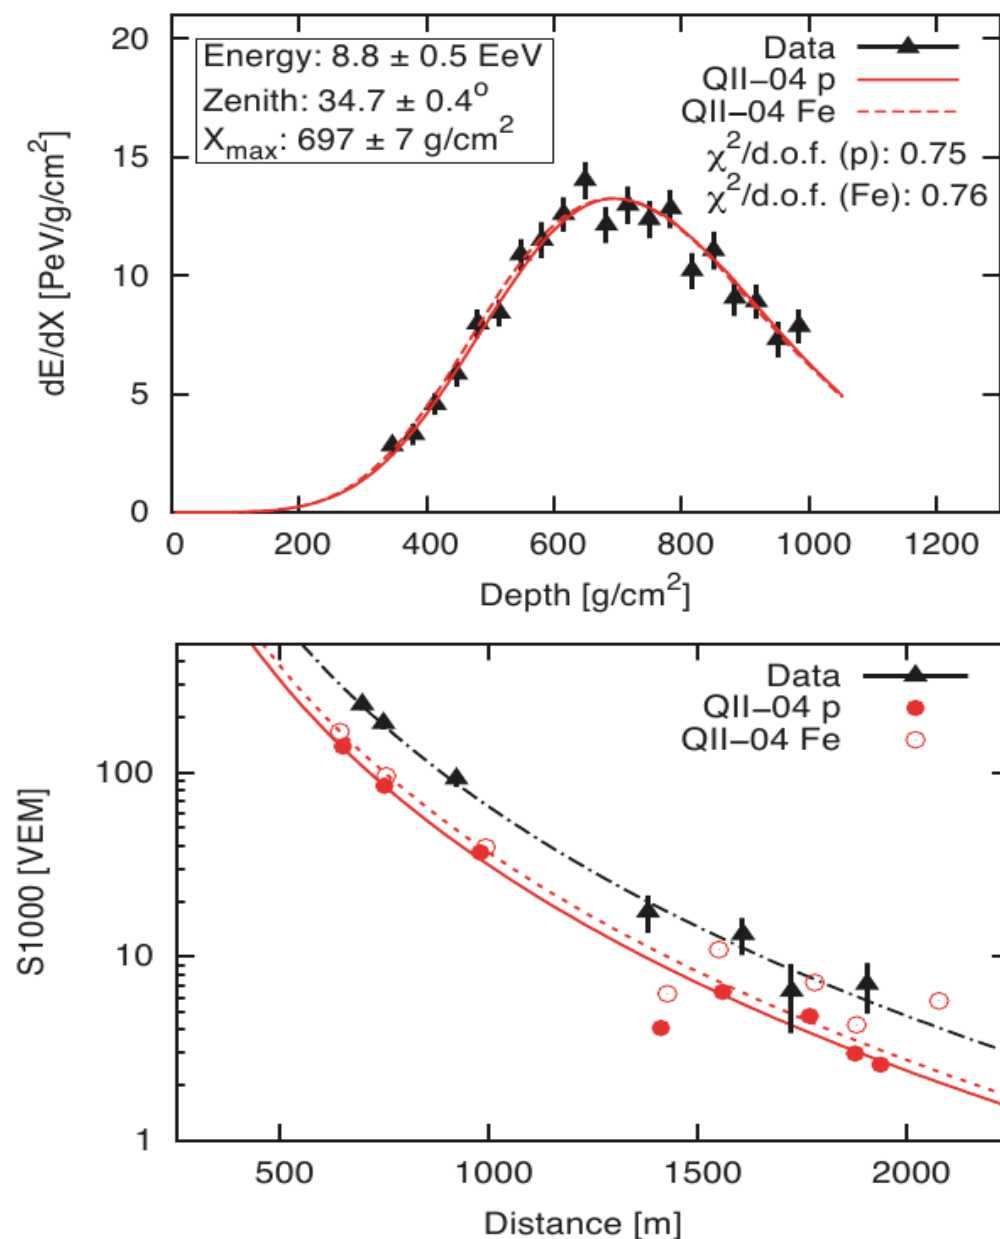 20
15
10
5
0
dE/dX [PeV/g/cm²]
Energy: 8.8 ± 0.5 EeV
Zenith: 34.7 ± 0.4°
Xmax: 697 ± 7 g/cm²
Data
QII−04 p
QII−04 Fe
χ²/d.o.f. (p): 0.75
χ²/d.o.f. (Fe): 0.76
0 200 400 600 800 1000 1200
Depth [g/cm²]
100
10
1
S1000 [VEM]
Data
QII−04 p
QII−04 Fe
500 1000 1500 2000
Distance [m]